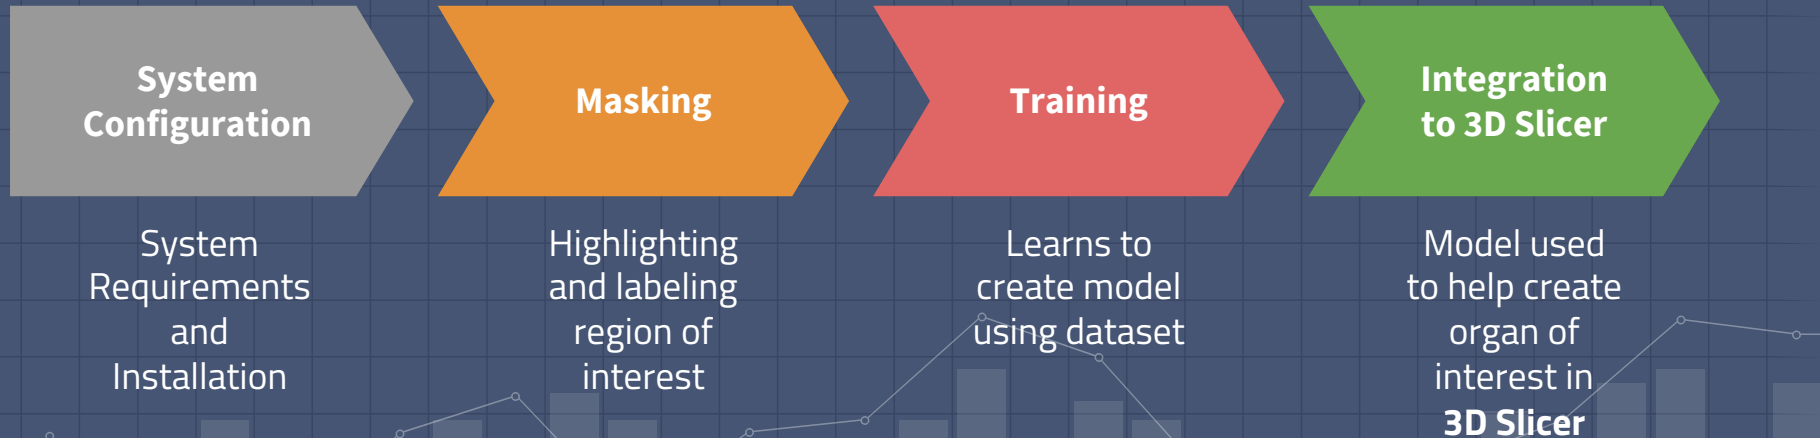 System
Configuration
Masking
Training
Integration
to 3D Slicer
System
Requirements
and
Installation
Highlighting
and labeling
region of
interest
Learns to
create model
using dataset
Model used
to help create
organ of
interest in
3D Slicer